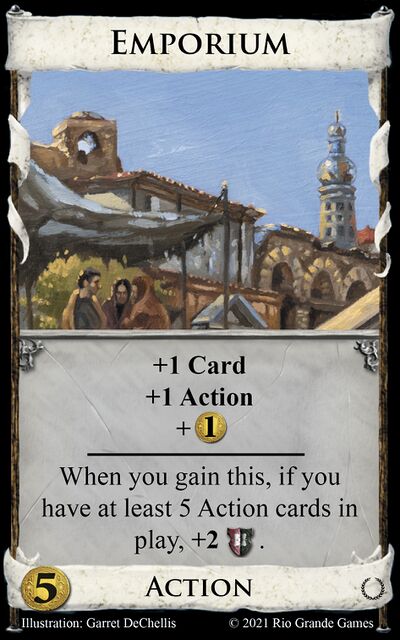 EMPORIUM
+1 Card
+1 Action
+ 1
When you gain this, if you
have at least 5 Action cards in
play, +2 .
5 ACTION
Illustration: Garret DeChellis © 2021 Rio Grande Games